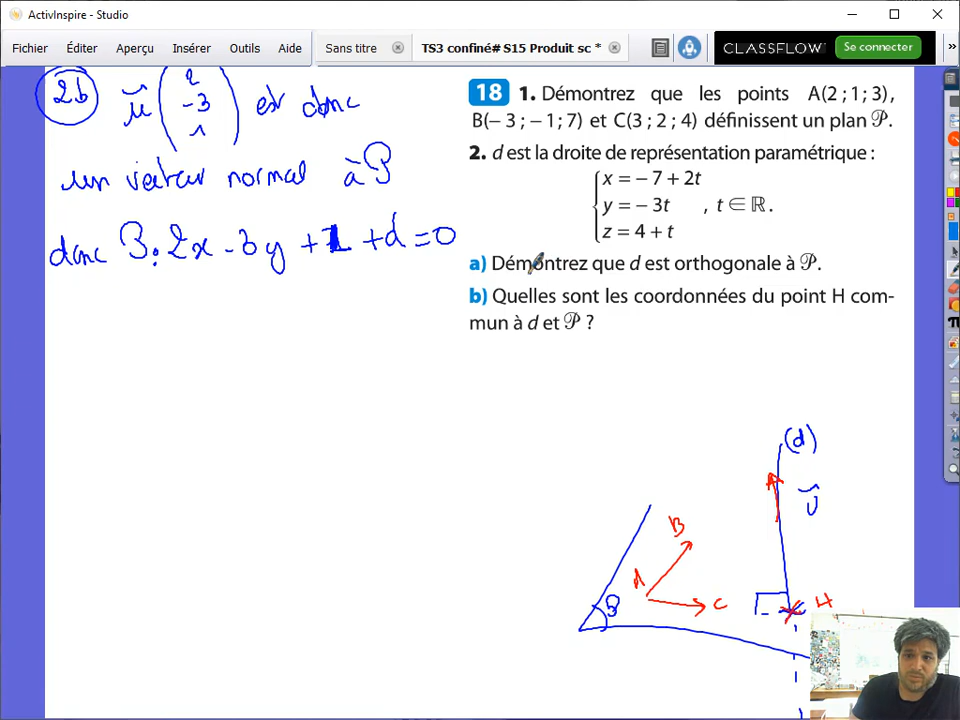 ActivInspire - Studio
Fichier Éditer Aperçu Insérer Outils Aide
Sans titre
TS3 confiné# S15 Produit sc *
CLASSFLOW
Se connecter
2b u ( 2 -3 1 ) est donc
un vecteur normal à P
donc P : 2x - 3y + z + d = 0
18 1. Démontrez que les points A(2 ; 1 ; 3),
B(− 3 ; − 1 ; 7) et C(3 ; 2 ; 4) définissent un plan 𝒫.
2. d est la droite de représentation paramétrique :
x = − 7 + 2t
y = − 3t , t ∈ ℝ.
z = 4 + t
a) Démontrez que d est orthogonale à 𝒫.
b) Quelles sont les coordonnées du point H com-
mun à d et 𝒫 ?
(d)
U
B
A
C
P
H